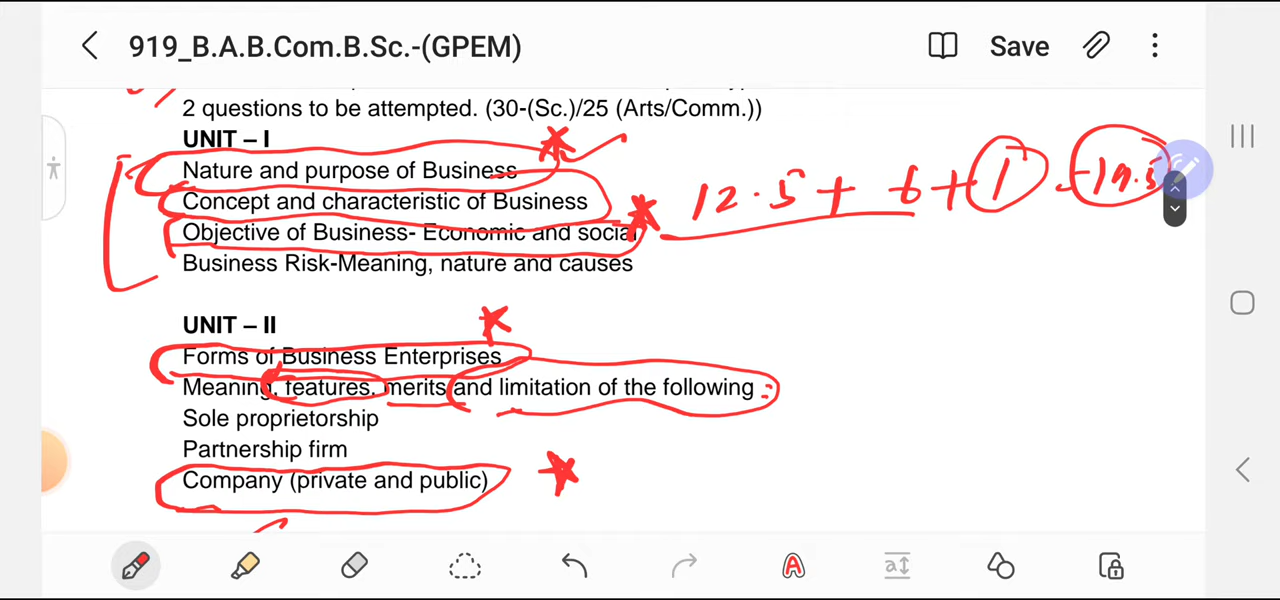 919_B.A.B.Com.B.Sc.-(GPEM)
Save
2 questions to be attempted. (30-(Sc.)/25 (Arts/Comm.))
UNIT – I
Nature and purpose of Business
Concept and characteristic of Business
Objective of Business- Economic and social
12.5 + 6 + 1 = 19.5
Business Risk-Meaning, nature and causes
UNIT – II
Forms of Business Enterprises
Meaning, features, merits and limitation of the following :
Sole proprietorship
Partnership firm
Company (private and public)